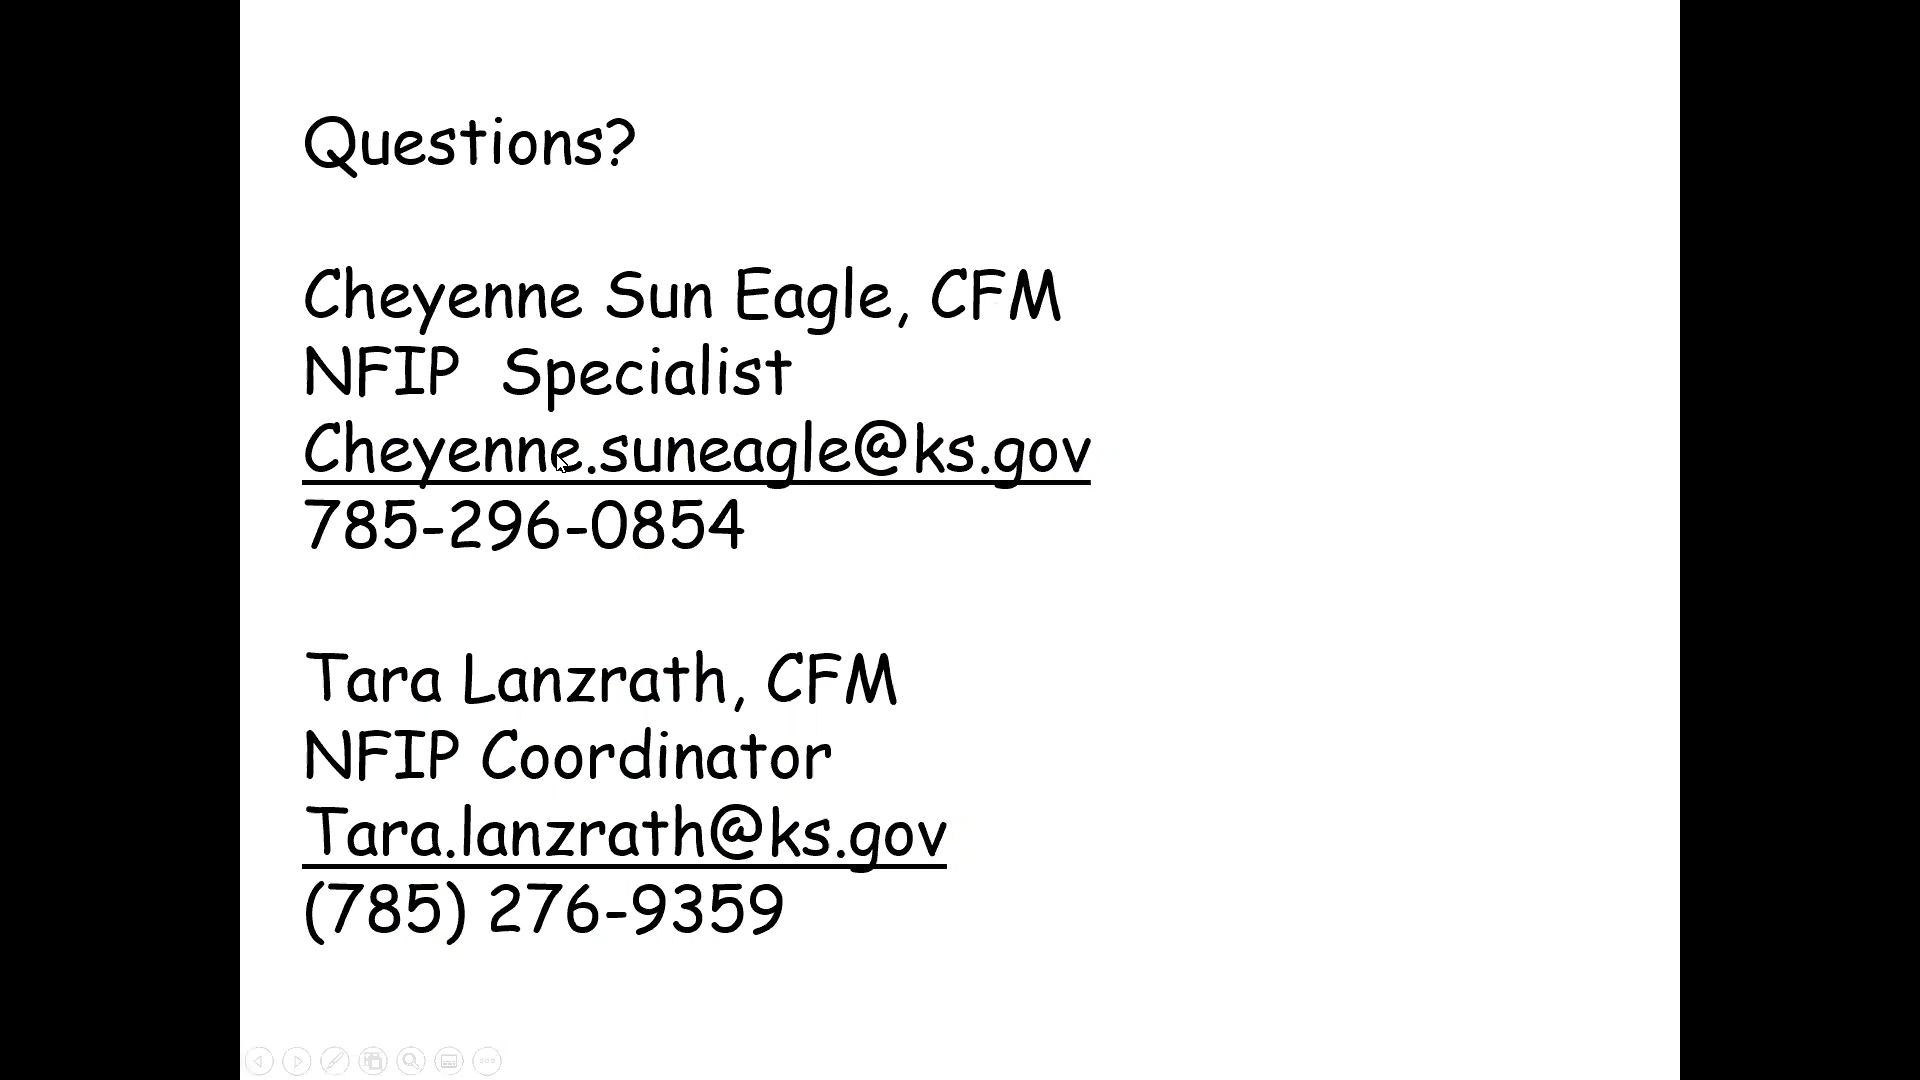 Questions?
Cheyenne Sun Eagle, CFM
NFIP  Specialist
Cheyenne.suneagle@ks.gov
785-296-0854
Tara Lanzrath, CFM
NFIP Coordinator
Tara.lanzrath@ks.gov
(785) 276-9359